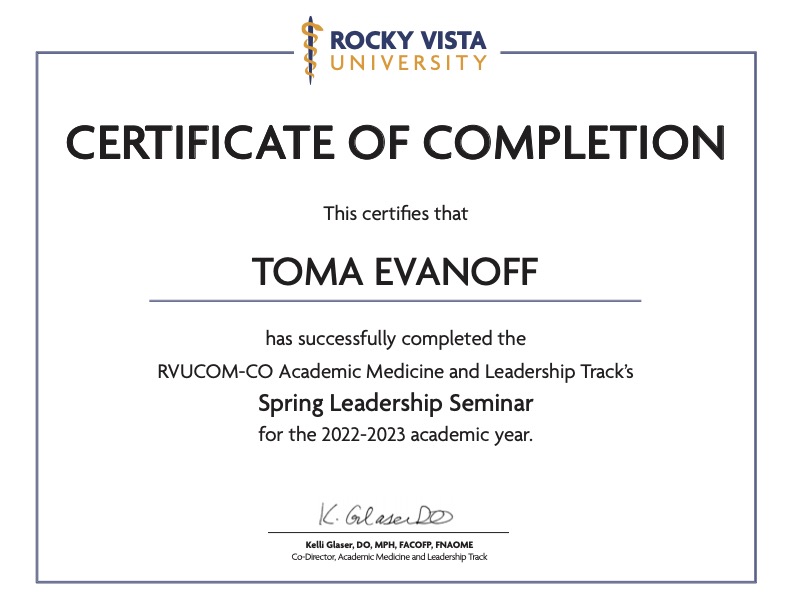 ROCKY VISTA
UNIVERSITY
CERTIFICATE OF COMPLETION
This certifies that
TOMA EVANOFF
has successfully completed the
RVUCOM-CO Academic Medicine and Leadership Track's
Spring Leadership Seminar
for the 2022-2023 academic year.
K. Glaser DO
Kelli Glaser, DO, MPH, FACOFP, FNAOME
Co-Director, Academic Medicine and Leadership Track